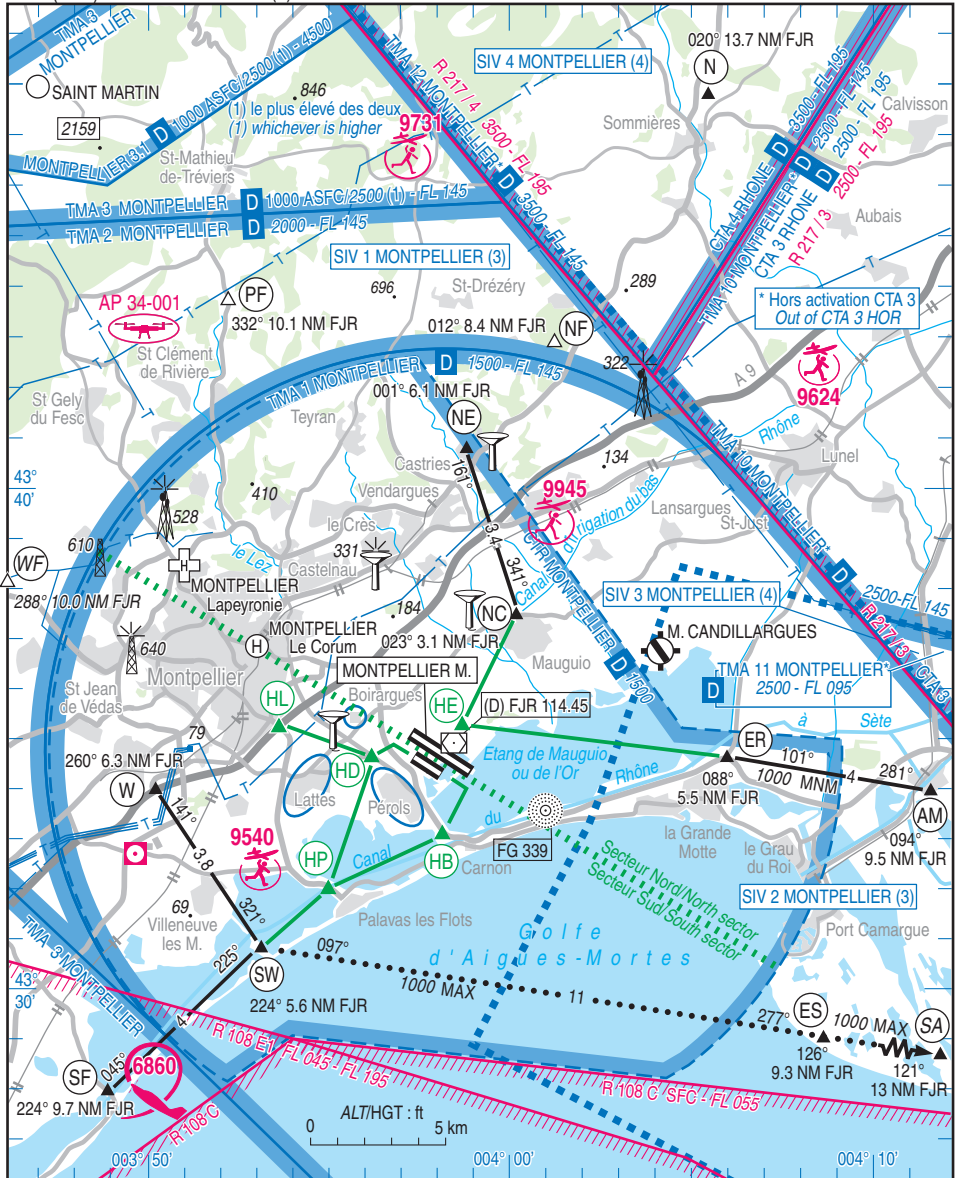 TMA 3
MONTPELLIER
SAINT MARTIN
2159
MONTPELLIER 3.1 D 1000 ASFC/2500 (1) - 4500
846
(1) le plus élevé des deux
(1) whichever is higher
9731
St-Mathieu
de-Tréviers
TMA 12 MONTPELLIER D 3500-FL 145
R 217/4 3500-FL195
SIV 4 MONTPELLIER (4)
020° 13.7 NM FJR
N
Sommières
Calvisson
CTA 4 RHONE D 3500-FL 195
TMA 10 MONTPELLIER** D 2500-FL 145
CTA 3 RHONE D 2500-FL 195
R 217/3 2500-FL 195
Aubais
TMA 3 MONTPELLIER D 1000 ASFC/2500 (1) - FL 145
TMA 2 MONTPELLIER D 2000 - FL 145
SIV 1 MONTPELLIER (3)
AP 34-001
PF
332° 10.1 NM FJR
696
St-Drézéry
289
012° 8.4 NM FJR
NF
* Hors activation CTA 3
Out of CTA 3 HOR
St Clément
de Rivière
322
A 9
9624
TMA 1 MONTPELLIER D 1500 - FL 145
001° 6.1 NM FJR
St Gely
du Fesc
Teyran
NE
Rhône
Lunel
Castries
134
43°
40'
410
Vendargues
161°
3.4
341°
9945
Canal d'irrigation du bas
Lansargues
St-Just
TMA 10 MONTPELLIER* D 2500-FL 145
528
le Crès
331
610
WF
288° 10.0 NM FJR
le Lez
Castelnau
MONTPELLIER
Lapeyronie
184
NC
023° 3.1 NM FJR
CTR MONTPELLIER D 1500
SIV 3 MONTPELLIER (4)
R 217/3
CTA 3
640
H
MONTPELLIER
Le Corum
M. CANDILLARGUES
Montpellier
MONTPELLIER M.
Mauguio
TMA 11 MONTPELLIER*
D 2500 - FL 095
St Jean
de Védas
Boirargues
HL
HE
(D) FJR 114.45
à Sète
79
ER
260° 6.3 NM FJR
HD
Etang de Mauguio
ou de l'Or
Rhône
101°
1000 MNM
4
281°
W
Lattes
Pérols
088°
5.5 NM FJR
AM
094°
9.5 NM FJR
141°
3.8
321°
9540
HP
Canal
du
HB
Carnon
FG 339
la Grande
Motte
le Grau
du Roi
Secteur Nord/North sector
Secteur Sud/South sector
SIV 2 MONTPELLIER (3)
69
Villeneuve
les M.
Palavas les Flots
Golfe
d'Aigues-Mortes
Port Camargue
TMA 3 MONTPELLIER
225°
SW
224° 5.6 NM FJR
097°
1000 MAX
11
277°
ES
1000 MAX
SA
43°
30'
4
045°
126°
9.3 NM FJR
121°
13 NM FJR
R 108 E1 FL 045 - FL 195
SF
6860
224° 9.7 NM FJR
R 108 C
R 108 C SFC - FL 055
ALT/HGT : ft
0
5 km
003° 50'
004° 00'
004° 10'